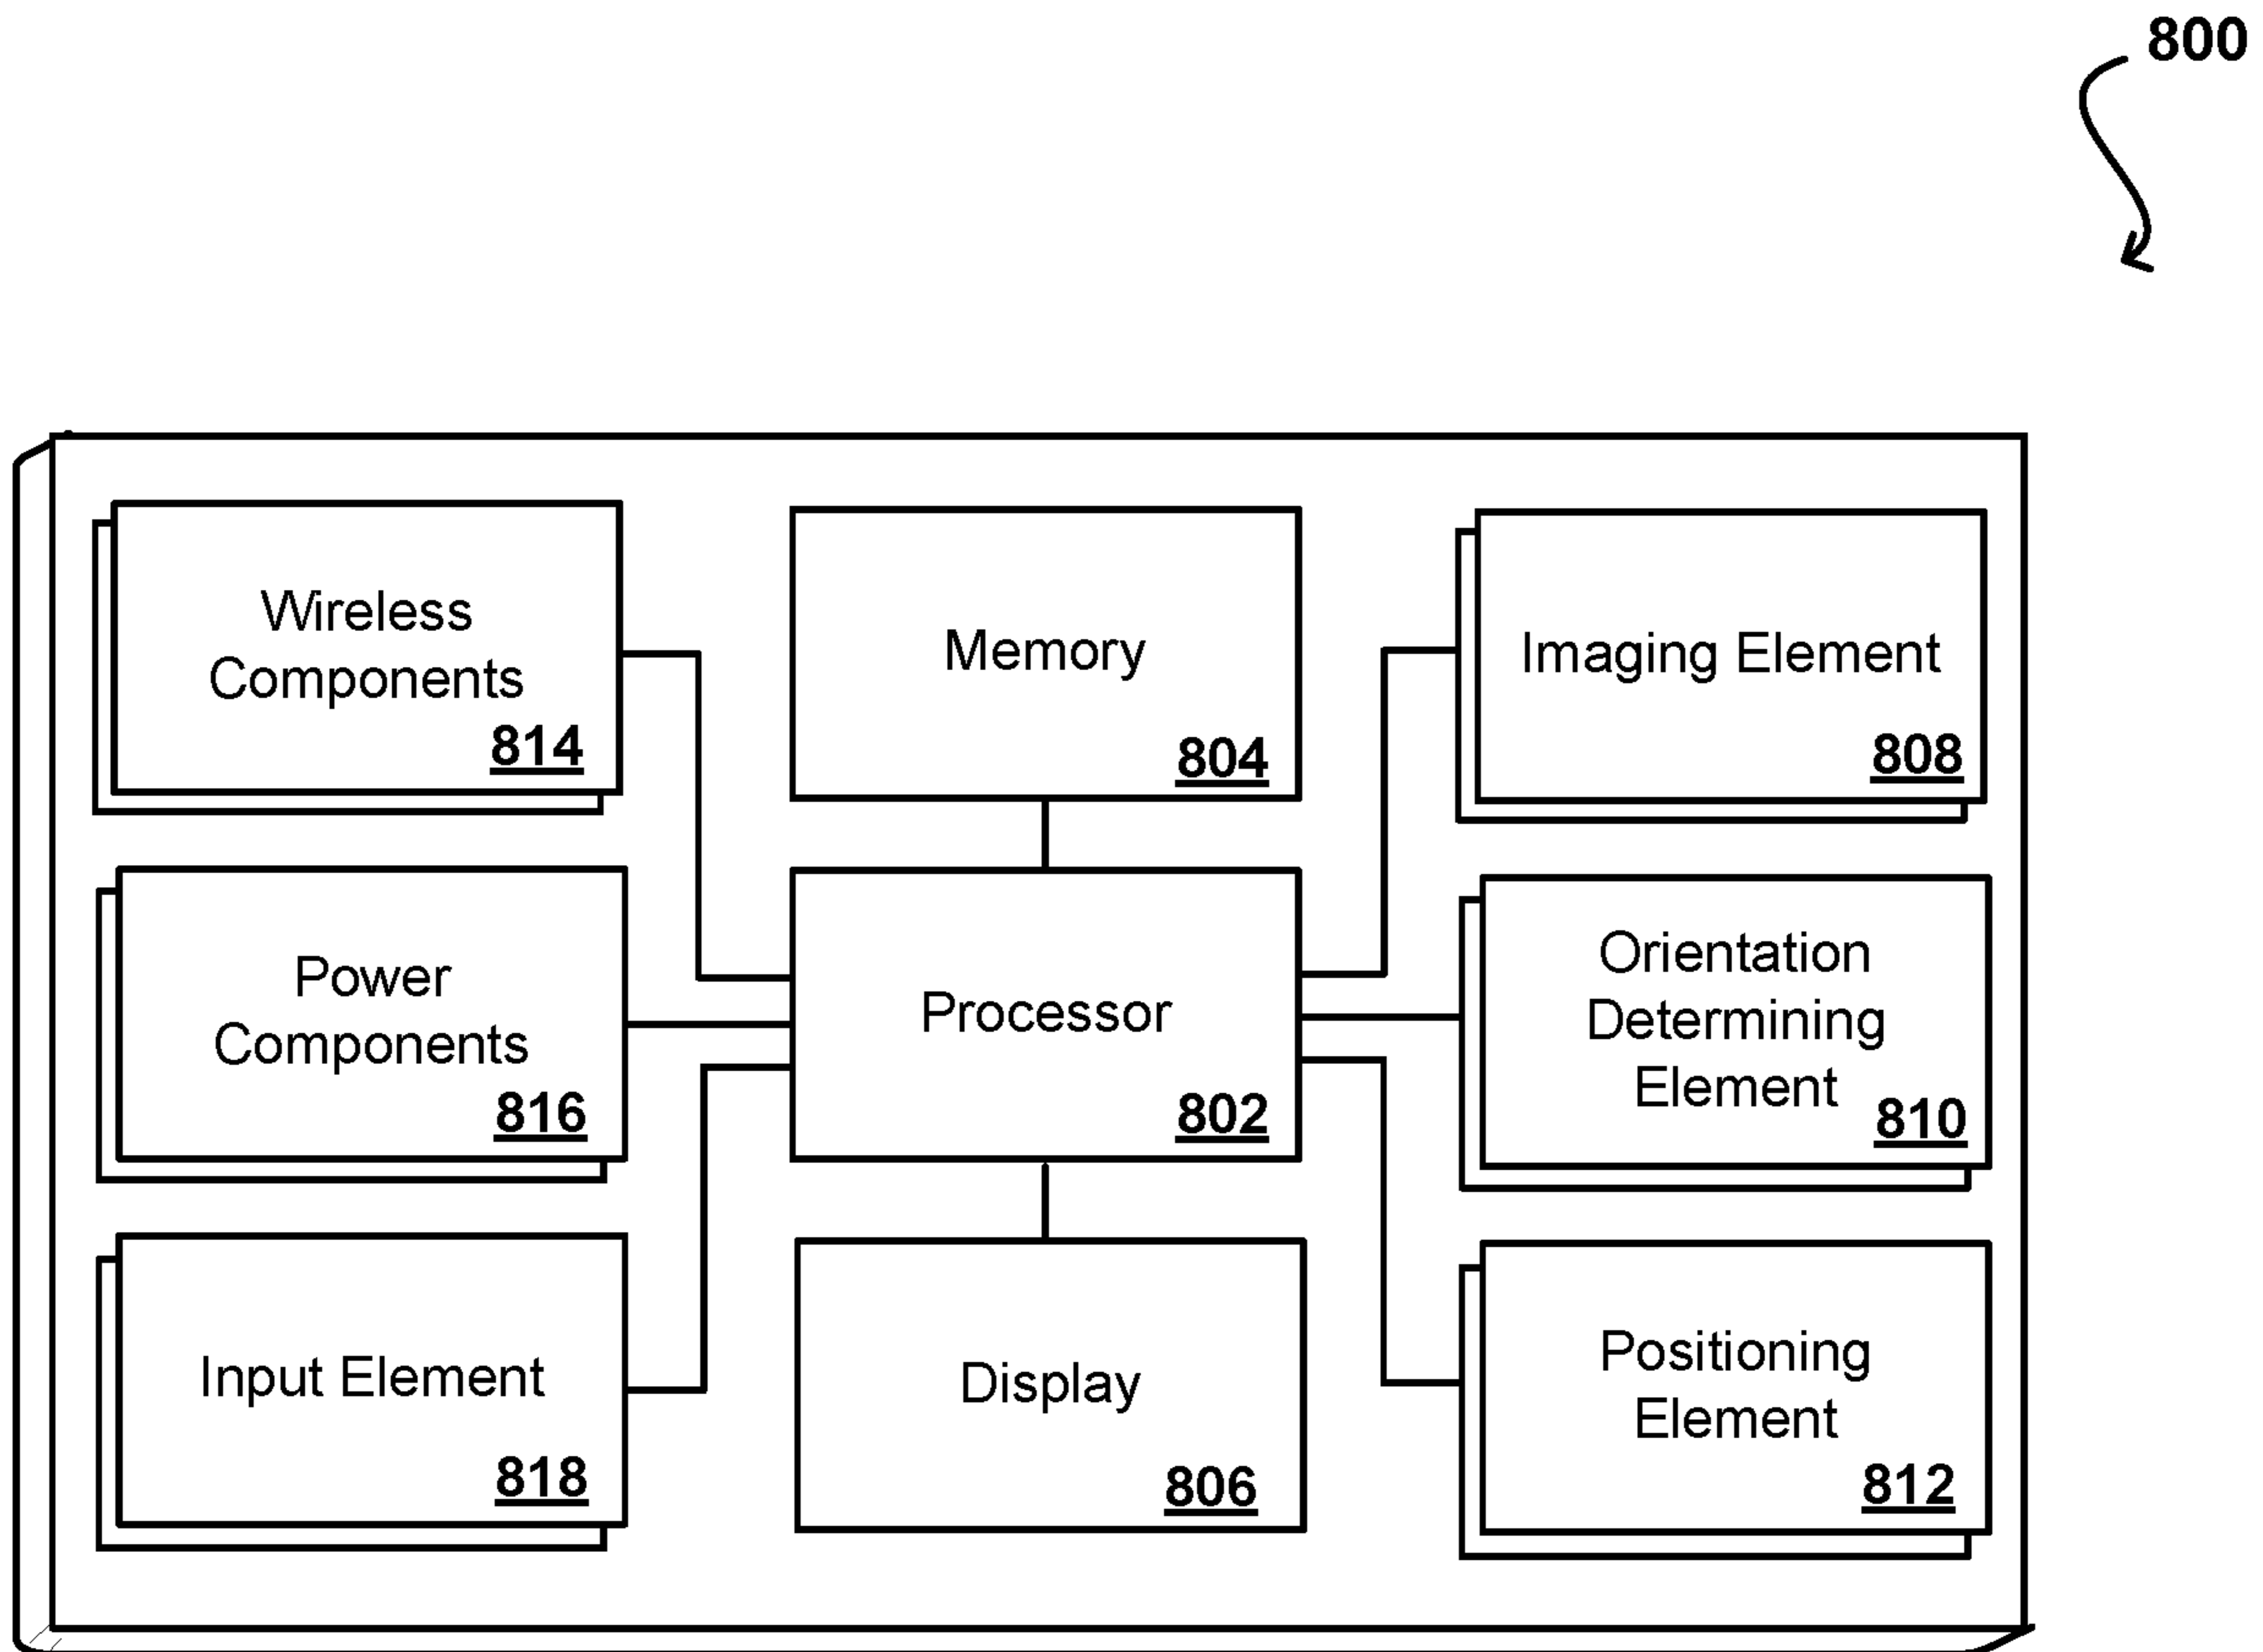 800
Wireless
Components
814
Memory
804
Imaging Element
808
Power
Components
816
Processor
802
Orientation
Determining
Element
810
Input Element
818
Display
806
Positioning
Element
812